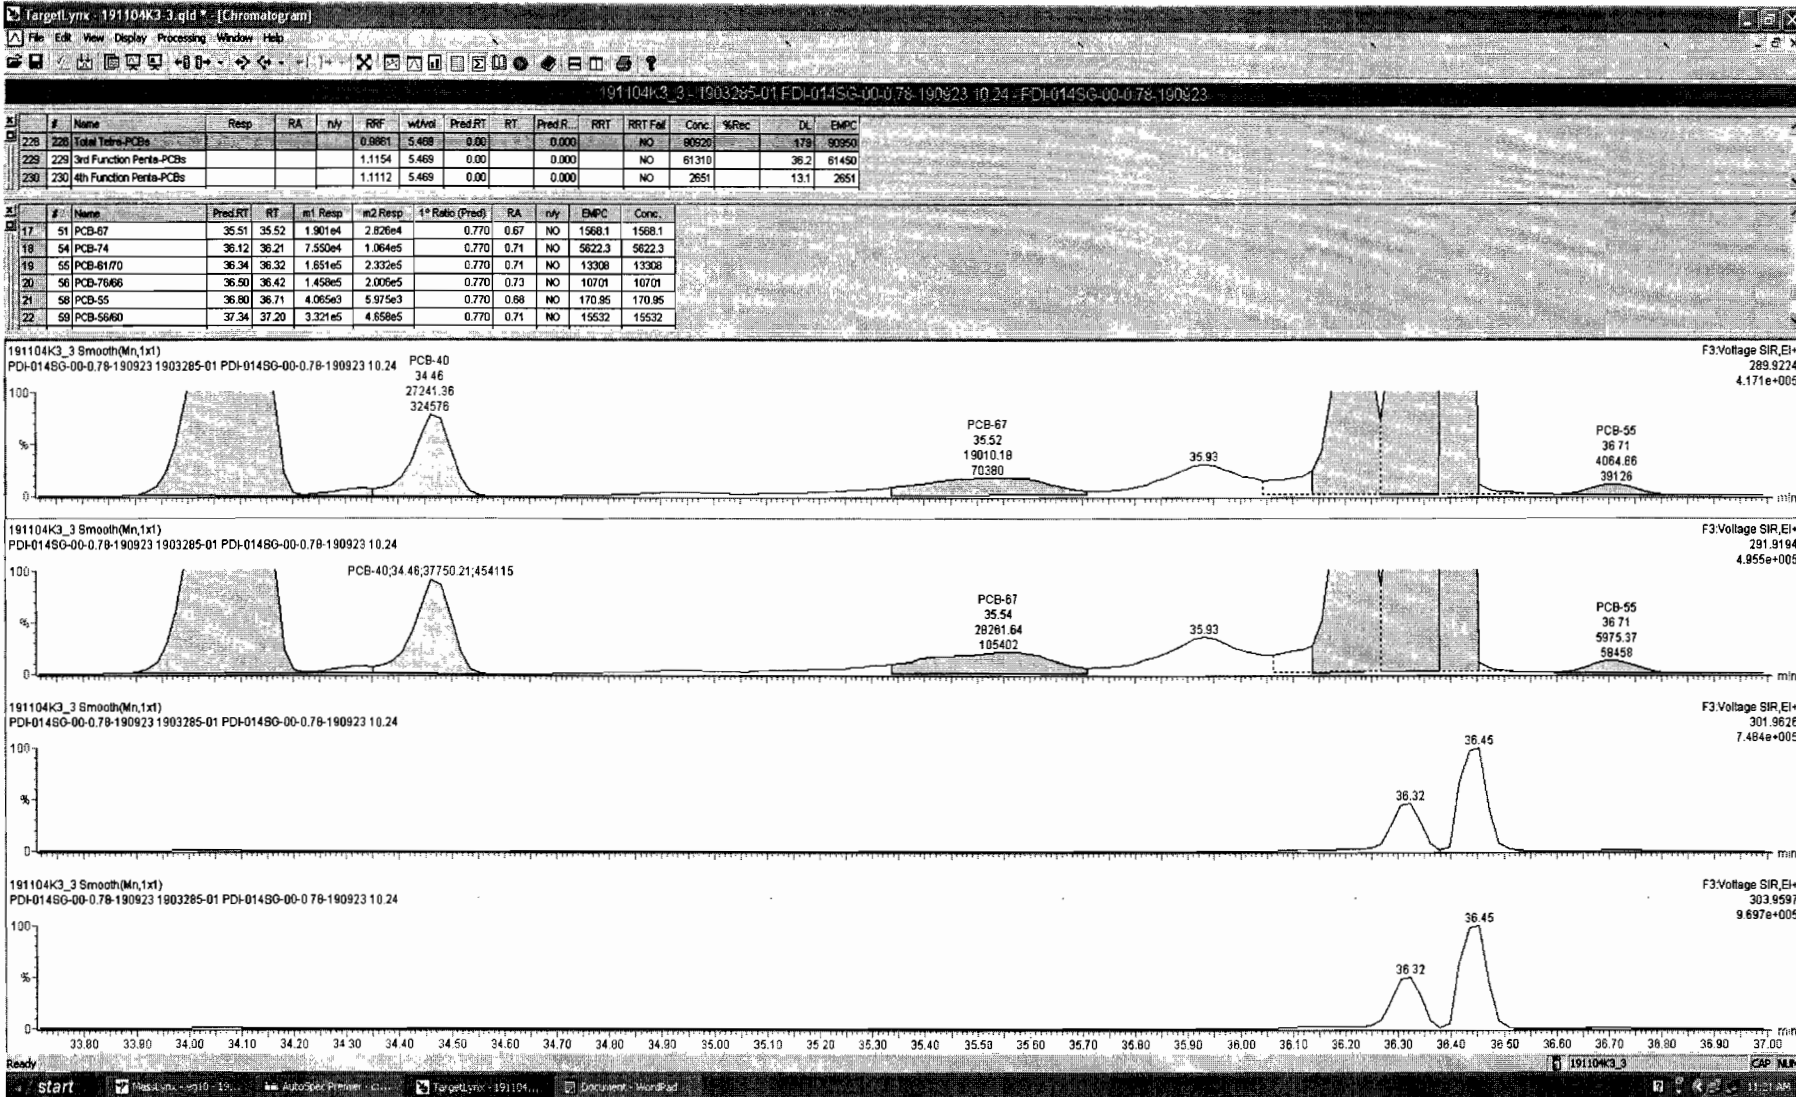 TargetLynx - 191104K3-3.qld * - [Chromatogram]
File Edit View Display Processing Window Help
191104K3_3 - 1903285-01 PDI-014SG-00-0.78-190923 10.24 - PDI-014SG-00-0.78-190923
# Name Resp RA n/y RRF wt/vol Pred.RT RT Pred.R... RRT RRT Fail Conc. %Rec DL EMPC
228 228 Total Tetra-PCBs 0.9861 5.469 0.00 0.000 NO 90920 179 90950
229 229 3rd Function Penta-PCBs 1.1154 5.469 0.00 0.000 NO 61310 36.2 61450
230 230 4th Function Penta-PCBs 1.1112 5.469 0.00 0.000 NO 2651 13.1 2651
# Name Pred.RT RT m1 Resp m2 Resp 1° Ratio (Pred) RA n/y EMPC Conc.
17 51 PCB-67 35.51 35.52 1.901e4 2.826e4 0.770 0.67 NO 1568.1 1568.1
18 54 PCB-74 36.12 36.21 7.550e4 1.064e5 0.770 0.71 NO 5622.3 5622.3
19 55 PCB-61/70 36.34 36.32 1.651e5 2.332e5 0.770 0.71 NO 13308 13308
20 56 PCB-76/66 36.50 36.42 1.458e5 2.006e5 0.770 0.73 NO 10701 10701
21 58 PCB-55 36.80 36.71 4.065e3 5.975e3 0.770 0.68 NO 170.95 170.95
22 59 PCB-56/60 37.34 37.20 3.321e5 4.658e5 0.770 0.71 NO 15532 15532
191104K3_3 Smooth(Mn,1x1)
PDI-014SG-00-0.78-190923 1903285-01 PDI-014SG-00-0.78-190923 10.24
F3:Voltage SIR,EI+
289.9224
4.171e+005
PCB-40
34.46
27241.36
324576
PCB-67
35.52
19010.18
70380
35.93
PCB-55
36.71
4064.86
39126
100
%
0
min
191104K3_3 Smooth(Mn,1x1)
PDI-014SG-00-0.78-190923 1903285-01 PDI-014SG-00-0.78-190923 10.24
F3:Voltage SIR,EI+
291.9194
4.955e+005
PCB-40;34.46;37750.21;454115
PCB-67
35.54
28261.64
105402
35.93
PCB-55
36.71
5975.37
58458
100
%
0
min
191104K3_3 Smooth(Mn,1x1)
PDI-014SG-00-0.78-190923 1903285-01 PDI-014SG-00-0.78-190923 10.24
F3:Voltage SIR,EI+
301.9626
7.484e+005
36.32
36.45
100
%
0
min
191104K3_3 Smooth(Mn,1x1)
PDI-014SG-00-0.78-190923 1903285-01 PDI-014SG-00-0.78-190923 10.24
F3:Voltage SIR,EI+
303.9597
9.697e+005
36.32
36.45
100
%
0
min
33.80 33.90 34.00 34.10 34.20 34.30 34.40 34.50 34.60 34.70 34.80 34.90 35.00 35.10 35.20 35.30 35.40 35.50 35.60 35.70 35.80 35.90 36.00 36.10 36.20 36.30 36.40 36.50 36.60 36.70 36.80 36.90 37.00
Ready
191104K3_3
CAP NUM
start
AutoSpec Premier - c...
TargetLynx - 191104...
Document - WordPad
11:21 AM